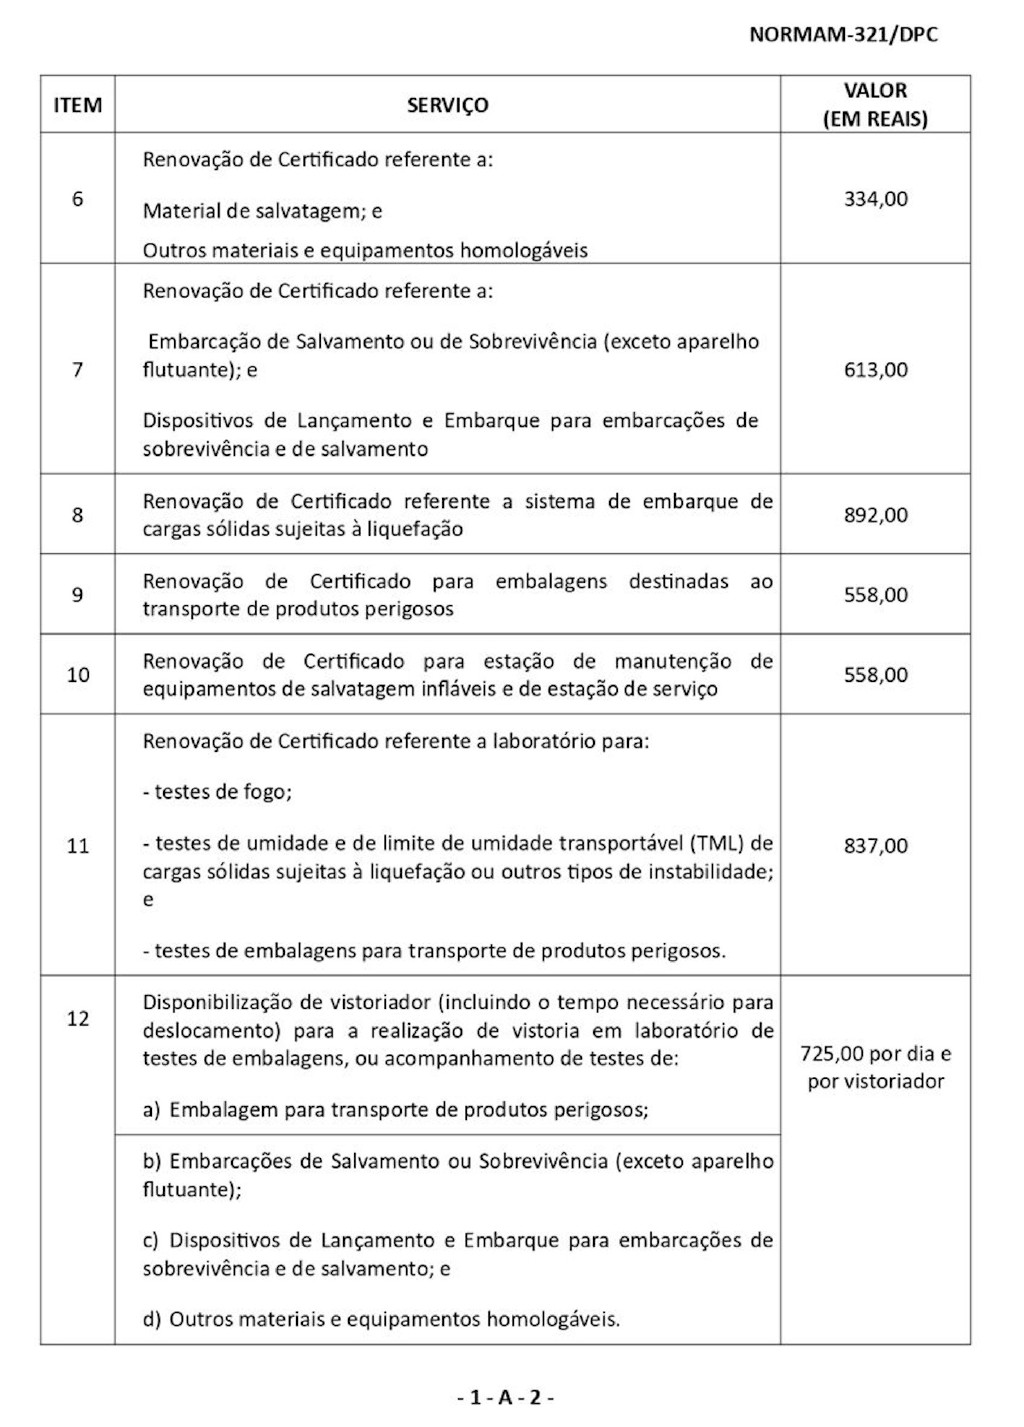 NORMAM-321/DPC
ITEM
SERVIÇO
VALOR
(EM REAIS)
6
Renovação de Certificado referente a:
Material de salvatagem; e
Outros materiais e equipamentos homologáveis
334,00
7
Renovação de Certificado referente a:
Embarcação de Salvamento ou de Sobrevivência (exceto aparelho
flutuante); e
Dispositivos de Lançamento e Embarque para embarcações de
sobrevivência e de salvamento
613,00
8
Renovação de Certificado referente a sistema de embarque de
cargas sólidas sujeitas à liquefação
892,00
9
Renovação de Certificado para embalagens destinadas ao
transporte de produtos perigosos
558,00
10
Renovação de Certificado para estação de manutenção de
equipamentos de salvatagem infláveis e de estação de serviço
558,00
11
Renovação de Certificado referente a laboratório para:
- testes de fogo;
- testes de umidade e de limite de umidade transportável (TML) de
cargas sólidas sujeitas à liquefação ou outros tipos de instabilidade;
e
- testes de embalagens para transporte de produtos perigosos.
837,00
12
Disponibilização de vistoriador (incluindo o tempo necessário para
deslocamento) para a realização de vistoria em laboratório de
testes de embalagens, ou acompanhamento de testes de:
a) Embalagem para transporte de produtos perigosos;
725,00 por dia e
por vistoriador
b) Embarcações de Salvamento ou Sobrevivência (exceto aparelho
flutuante);
c) Dispositivos de Lançamento e Embarque para embarcações de
sobrevivência e de salvamento; e
d) Outros materiais e equipamentos homologáveis.
- 1 - A - 2 -